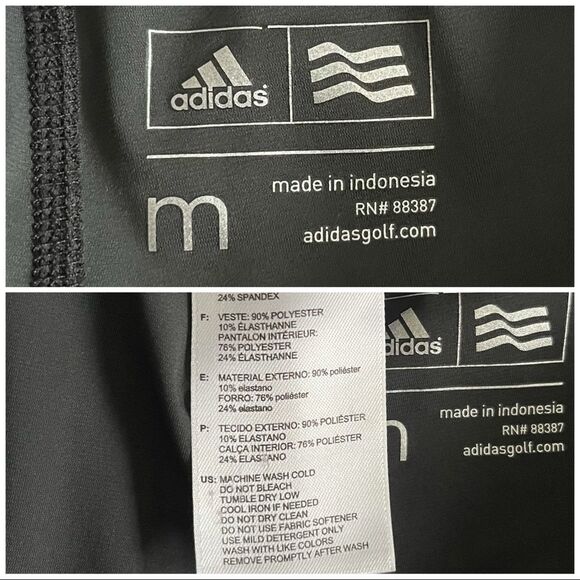 adidas
m
made in indonesia
RN# 88387
adidasgolf.com
24% SPANDEX
F: VESTE: 90% POLYESTER
10% ÉLASTHANNE
PANTALON INTÉRIEUR:
76% POLYESTER
24% ÉLASTHANNE
E: MATERIAL EXTERNO: 90% poliéster
10% elastano
FORRO: 76% poliéster
24% elastano
P: TECIDO EXTERNO: 90% POLIÉSTER
10% ELASTANO
CALÇA INTERIOR: 76% POLIÉSTER
24% ELASTANO
US: MACHINE WASH COLD
DO NOT BLEACH
TUMBLE DRY LOW
COOL IRON IF NEEDED
DO NOT DRY CLEAN
DO NOT USE FABRIC SOFTENER
USE MILD DETERGENT ONLY
WASH WITH LIKE COLORS
REMOVE PROMPTLY AFTER WASH
didas
m
made in indonesia
RN# 88387
adidasgolf.com